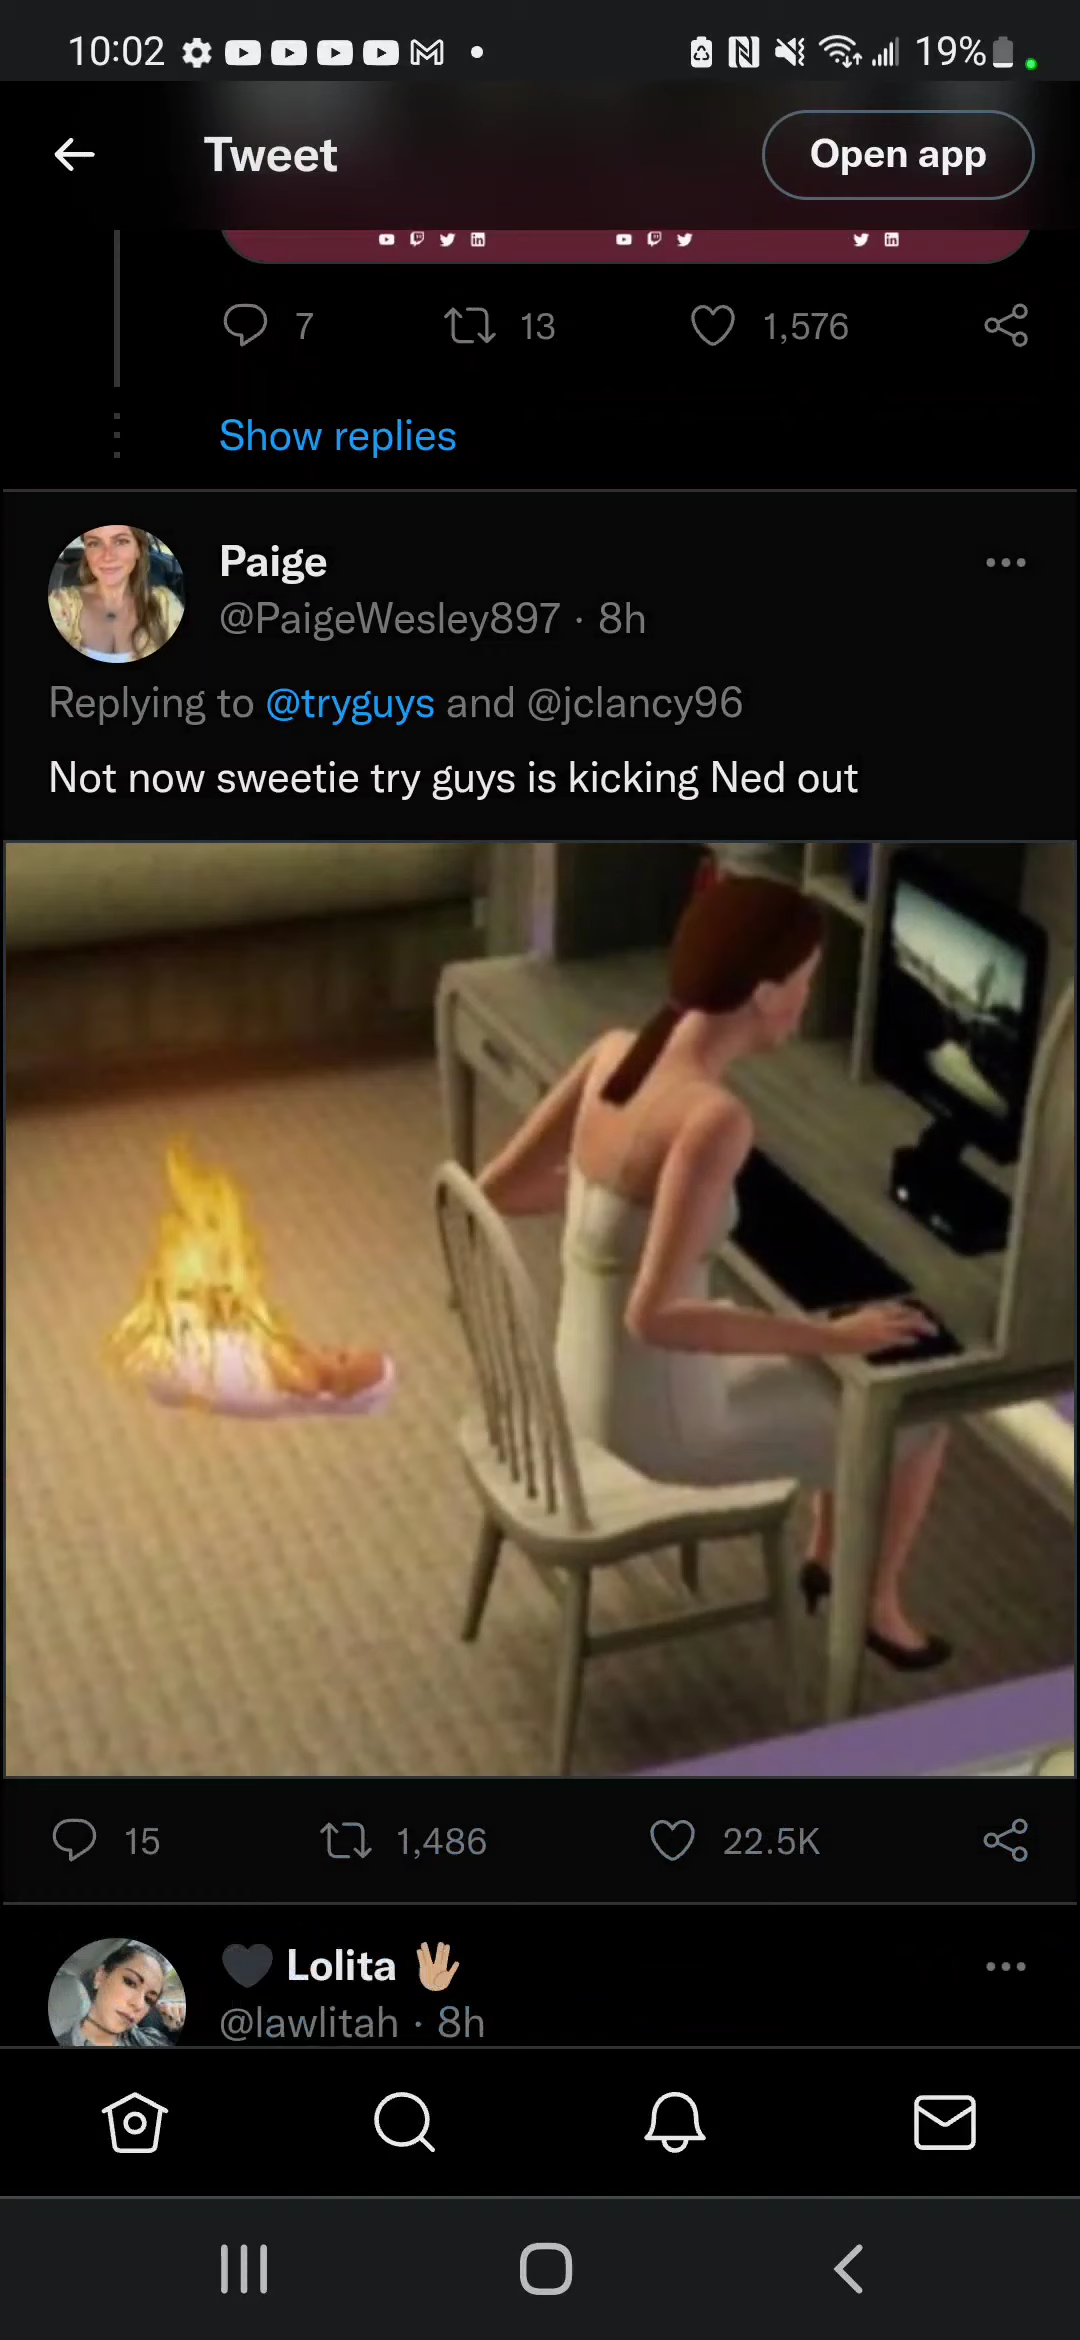 10:02 19%
Tweet Open app
7 13 1,576
Show replies
Paige
@PaigeWesley897 · 8h
Replying to @tryguys and @jclancy96
Not now sweetie try guys is kicking Ned out
15 1,486 22.5K
🖤 Lolita 🖖🏼
@lawlitah · 8h